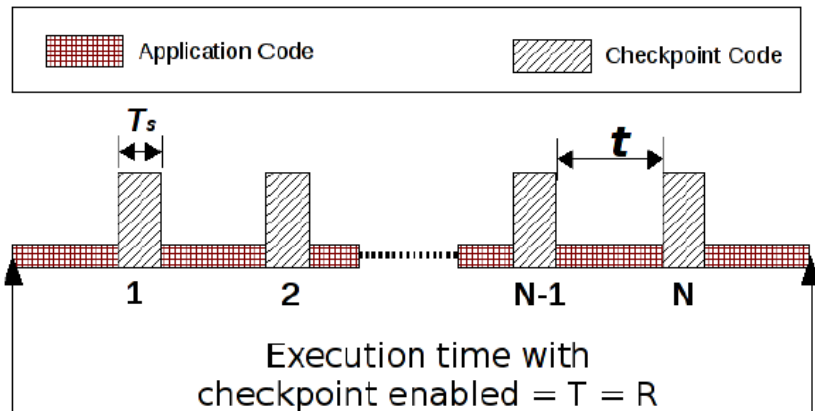 Application Code
Checkpoint Code
Ts
t
1 2 N-1 N
Execution time with
checkpoint enabled = T = R